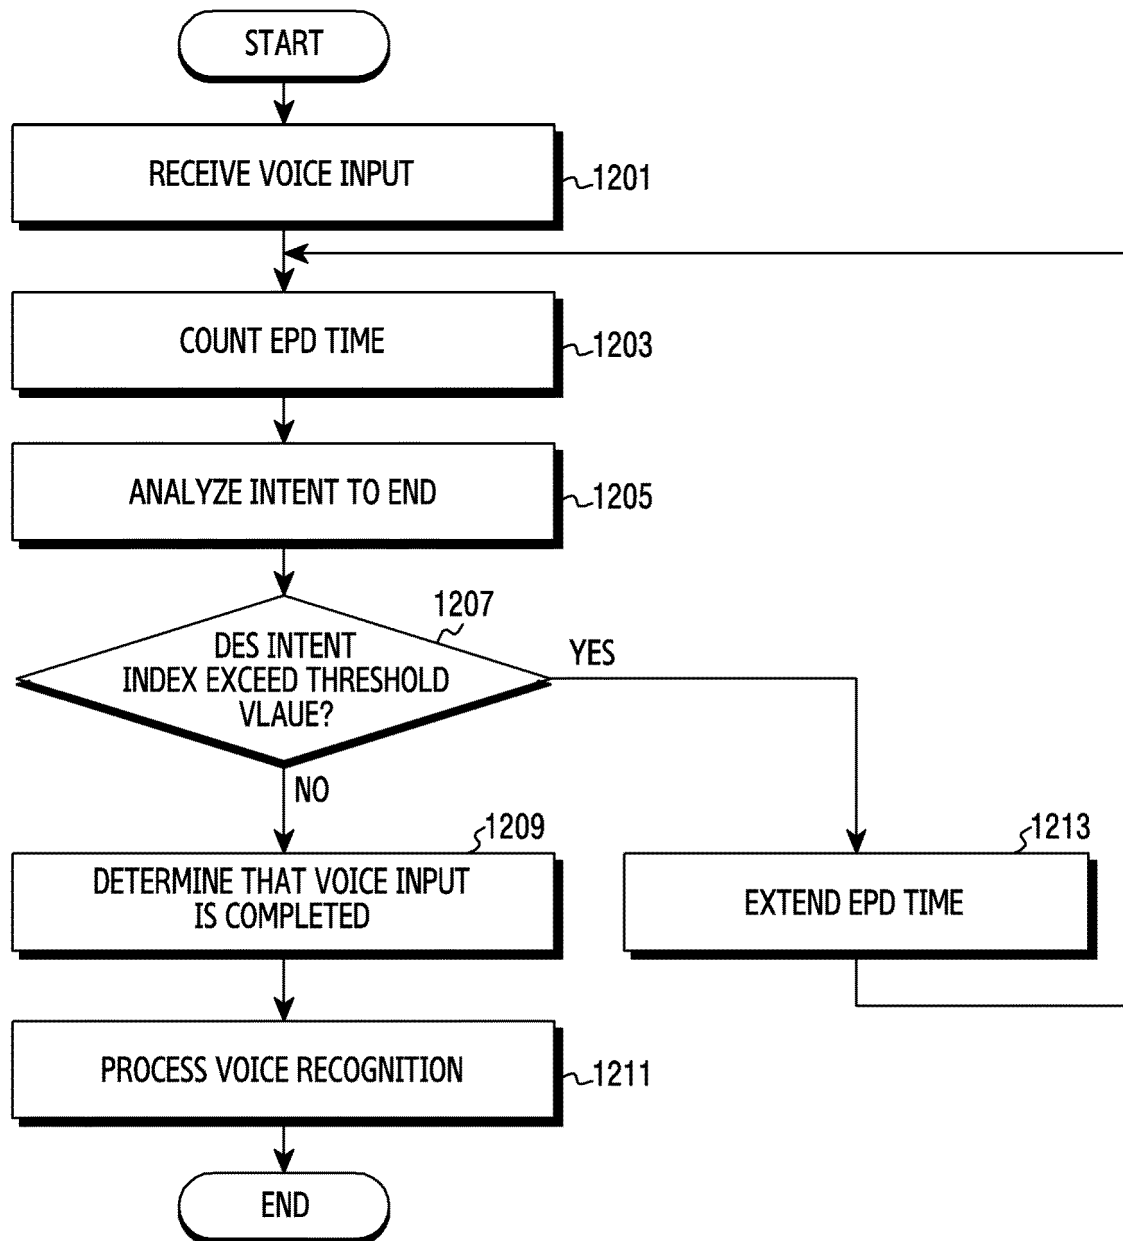 START
RECEIVE VOICE INPUT
1201
COUNT EPD TIME
1203
ANALYZE INTENT TO END
1205
1207
DES INTENT
INDEX EXCEED THRESHOLD
VLAUE?
YES
NO
1209
DETERMINE THAT VOICE INPUT
IS COMPLETED
1213
EXTEND EPD TIME
PROCESS VOICE RECOGNITION
1211
END